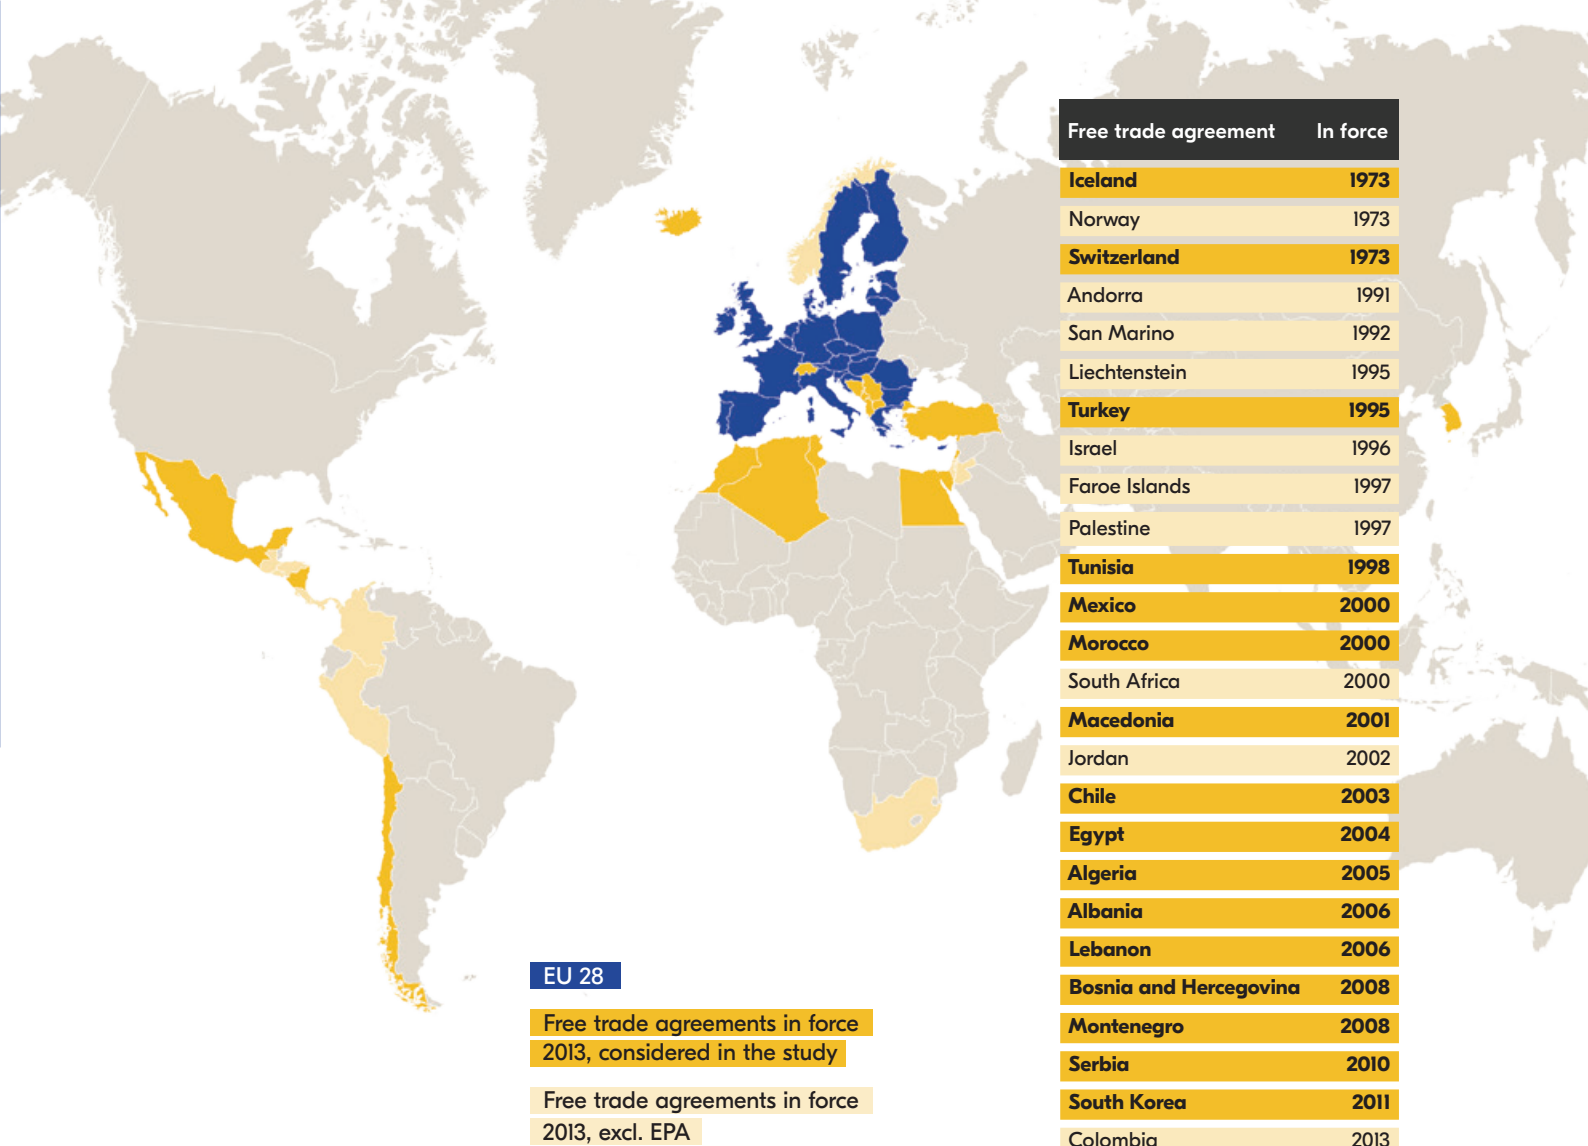 Free trade agreement In force
Iceland 1973
Norway 1973
Switzerland 1973
Andorra 1991
San Marino 1992
Liechtenstein 1995
Turkey 1995
Israel 1996
Faroe Islands 1997
Palestine 1997
Tunisia 1998
Mexico 2000
Morocco 2000
South Africa 2000
Macedonia 2001
Jordan 2002
Chile 2003
Egypt 2004
Algeria 2005
Albania 2006
Lebanon 2006
Bosnia and Hercegovina 2008
Montenegro 2008
Serbia 2010
South Korea 2011
Colombia 2013
EU 28
Free trade agreements in force
2013, considered in the study
Free trade agreements in force
2013, excl. EPA